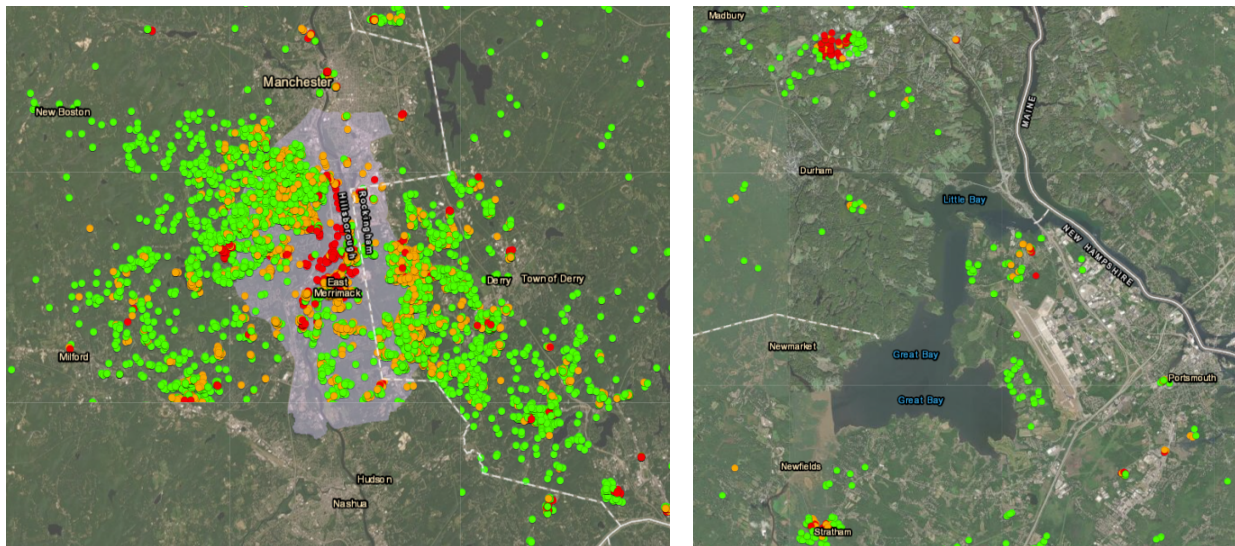 Manchester
New Boston
Hillsborough
Rockingham
East
Merrimack
Derry
Town of Derry
Milford
Hudson
Nashua
Madbury
MAINE
Durham
Little Bay
NEW HAMPSHIRE
Newmarket
Great Bay
Portsmouth
Great Bay
Newfields
Stratham